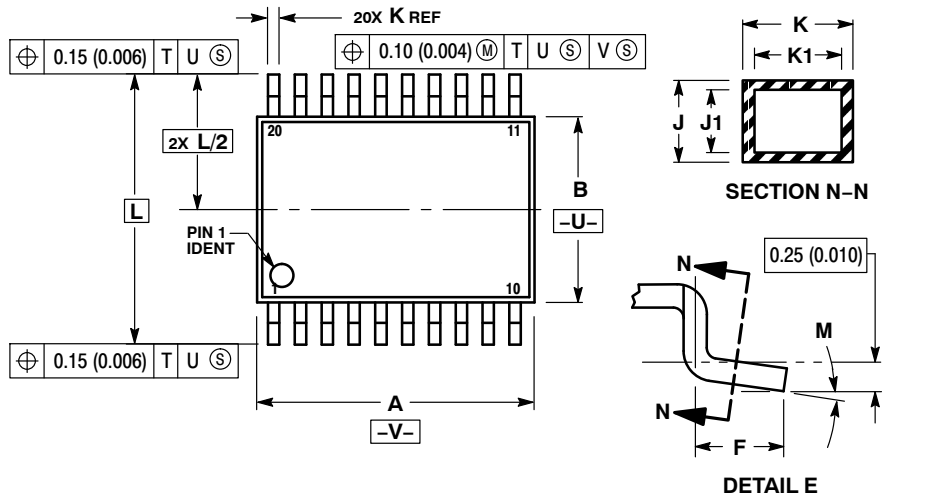 20X K REF
⌖ 0.15 (0.006) T U Ⓢ
⌖ 0.10 (0.004) Ⓜ T U Ⓢ V Ⓢ
K
K1
J J1
SECTION N–N
2X L/2
L
20 11
B
–U–
PIN 1
IDENT
1 10
⌖ 0.15 (0.006) T U Ⓢ
A
–V–
0.25 (0.010)
N
M
N
F
DETAIL E